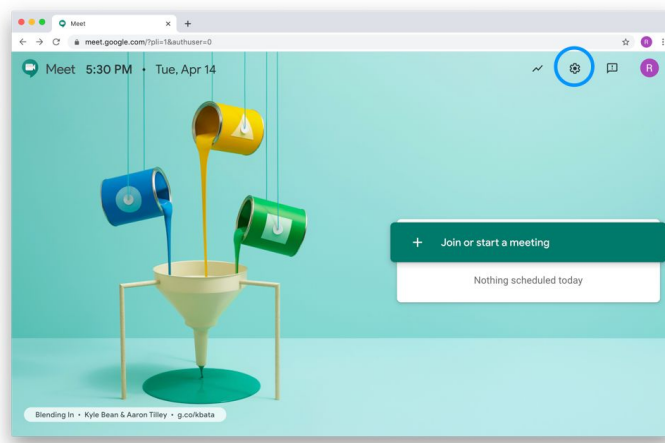 Meet
meet.google.com/?pli=1&authuser=0
R
Meet 5:30 PM • Tue, Apr 14
R
+ Join or start a meeting
Nothing scheduled today
Blending In • Kyle Bean & Aaron Tilley • g.co/kbata